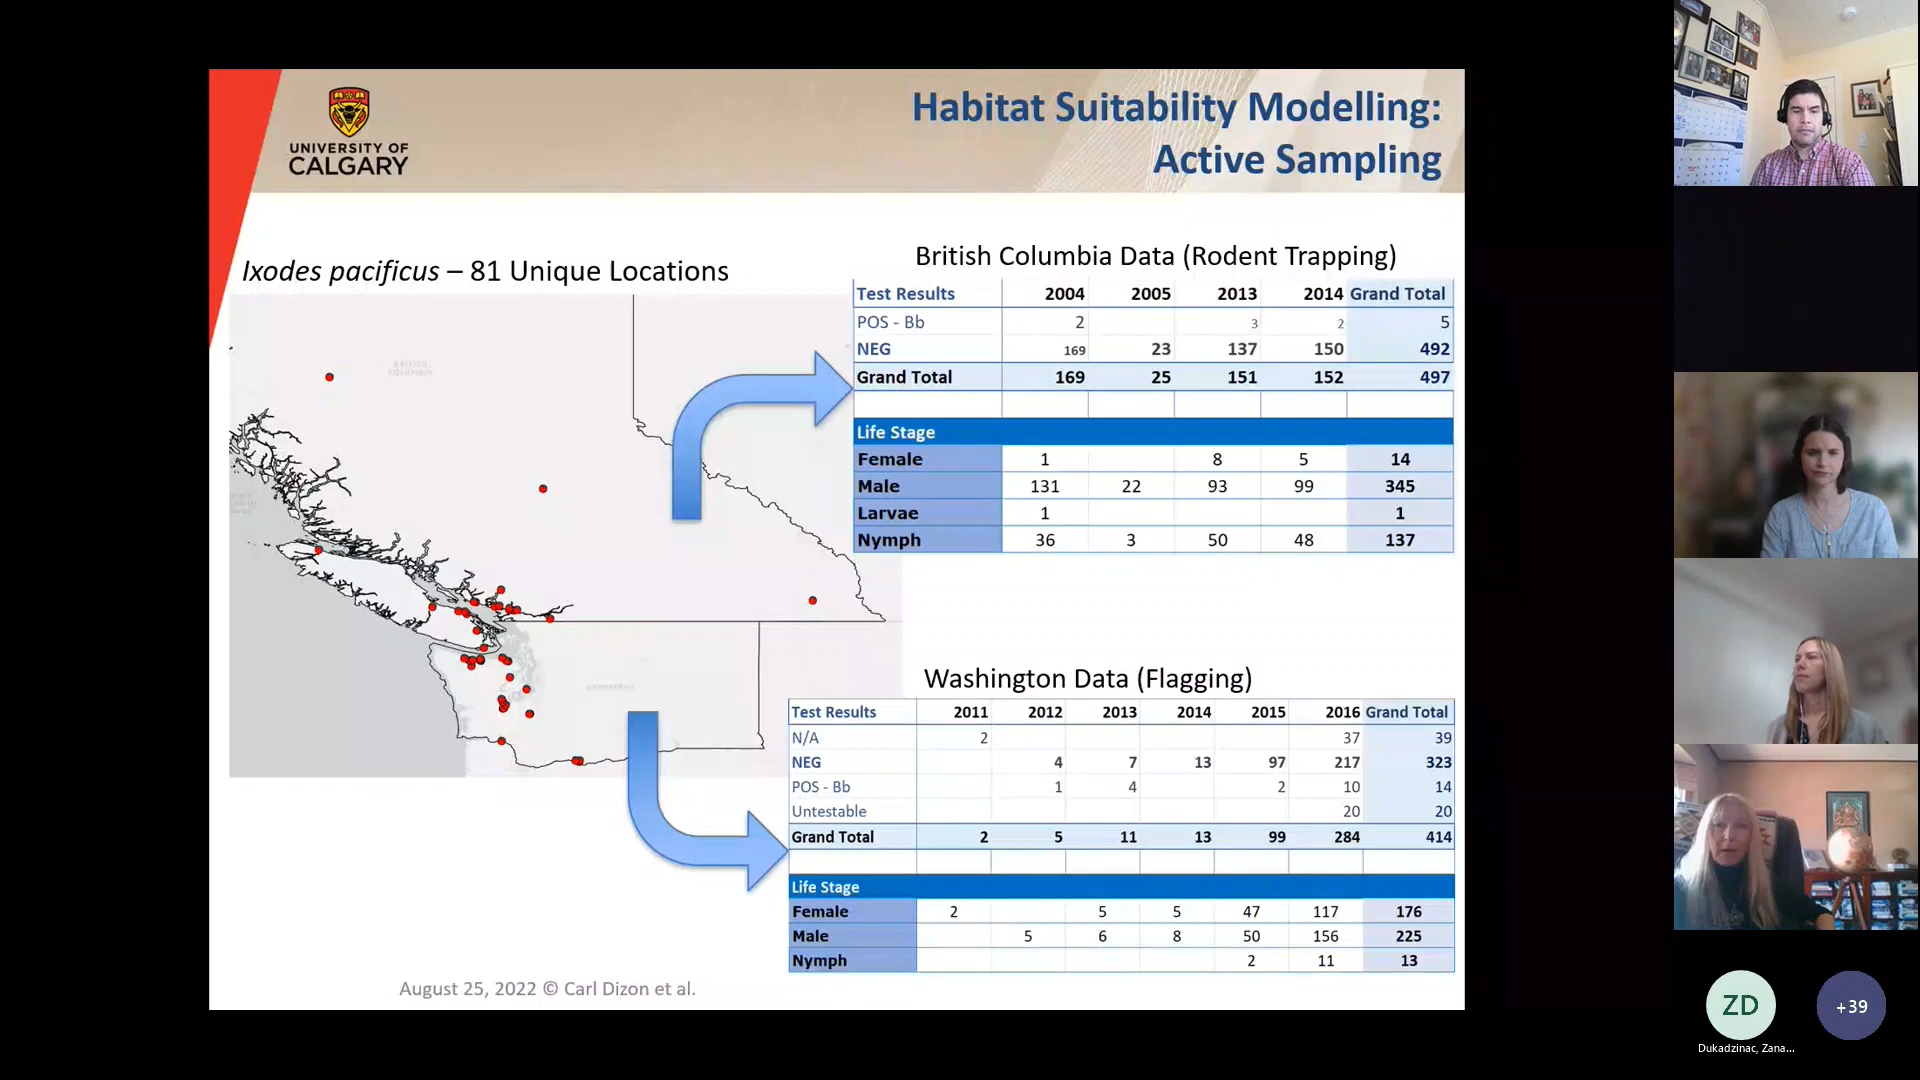 UNIVERSITY OF
CALGARY
Habitat Suitability Modelling:
Active Sampling
Ixodes pacificus – 81 Unique Locations
BRITISH
COLUMBIA
WASHINGTON
British Columbia Data (Rodent Trapping)
Test Results 2004 2005 2013 2014 Grand Total
POS - Bb 2 3 2 5
NEG 169 23 137 150 492
Grand Total 169 25 151 152 497
Life Stage
Female 1 8 5 14
Male 131 22 93 99 345
Larvae 1 1
Nymph 36 3 50 48 137
Washington Data (Flagging)
Test Results 2011 2012 2013 2014 2015 2016 Grand Total
N/A 2 37 39
NEG 4 7 13 97 217 323
POS - Bb 1 4 2 10 14
Untestable 20 20
Grand Total 2 5 11 13 99 284 414
Life Stage
Female 2 5 5 47 117 176
Male 5 6 8 50 156 225
Nymph 2 11 13
August 25, 2022 © Carl Dizon et al.
ZD
+39
Dukadzinac, Zana...